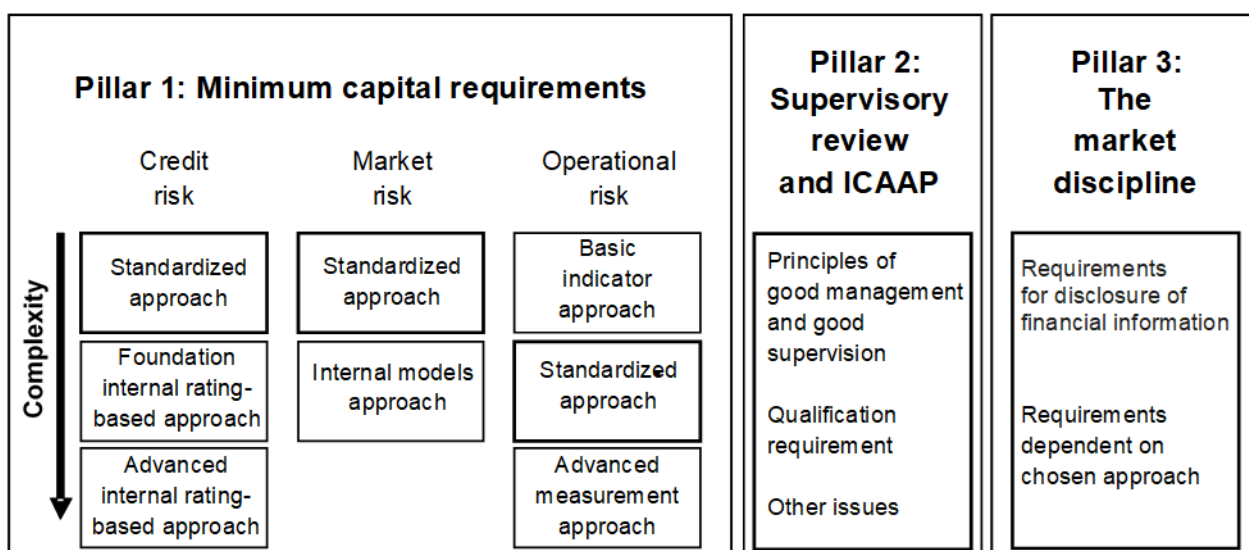 Pillar 1: Minimum capital requirements
Credit
risk
Market
risk
Operational
risk
Complexity
Standardized
approach
Foundation
internal rating-
based approach
Advanced
internal rating-
based approach
Standardized
approach
Internal models
approach
Basic
indicator
approach
Standardized
approach
Advanced
measurement
approach
Pillar 2:
Supervisory
review
and ICAAP
Principles of
good management
and good
supervision
Qualification
requirement
Other issues
Pillar 3:
The
market
discipline
Requirements
for disclosure of
financial information
Requirements
dependent on
chosen approach